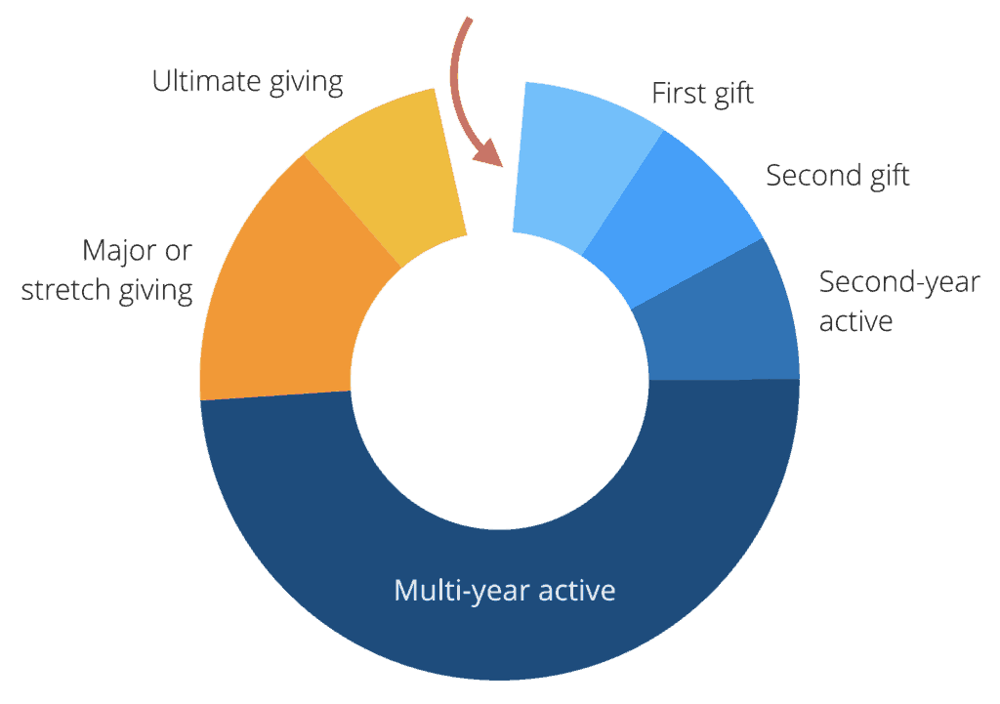 First gift
Second gift
Second-year
active
Multi-year active
Major or
stretch giving
Ultimate giving